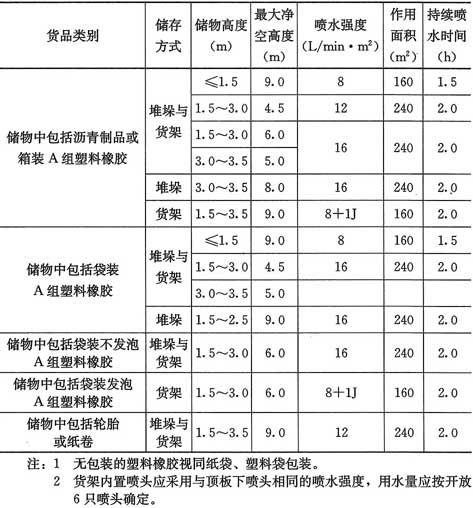 货品类别 储存方式 储物高度(m) 最大净空高度(m) 喷水强度(L/min·m²) 作用面积(m²) 持续喷水时间(h)
储物中包括沥青制品或箱装 A 组塑料橡胶 堆垛与货架 ≤1.5 9.0 8 160 1.5
1.5~3.0 4.5 12 240 2.0
1.5~3.0 6.0 16 240 2.0
3.0~3.5 5.0
堆垛 3.0~3.5 8.0 16 240 2.0
货架 1.5~3.5 9.0 8+1J 160 2.0
储物中包括袋装 A 组塑料橡胶 堆垛与货架 ≤1.5 9.0 8 160 1.5
1.5~3.0 4.5 16 240 2.0
3.0~3.5 5.0
堆垛 1.5~2.5 9.0 16 240 2.0
储物中包括袋装不发泡 A 组塑料橡胶 堆垛与货架 1.5~3.0 6.0 16 240 2.0
储物中包括袋装发泡 A 组塑料橡胶 货架 1.5~3.0 6.0 8+1J 160 2.0
储物中包括轮胎或纸卷 堆垛与货架 1.5~3.5 9.0 12 240 2.0
注：1 无包装的塑料橡胶视同纸袋、塑料袋包装。
2 货架内置喷头应采用与顶板下喷头相同的喷水强度，用水量应按开放
6 只喷头确定。